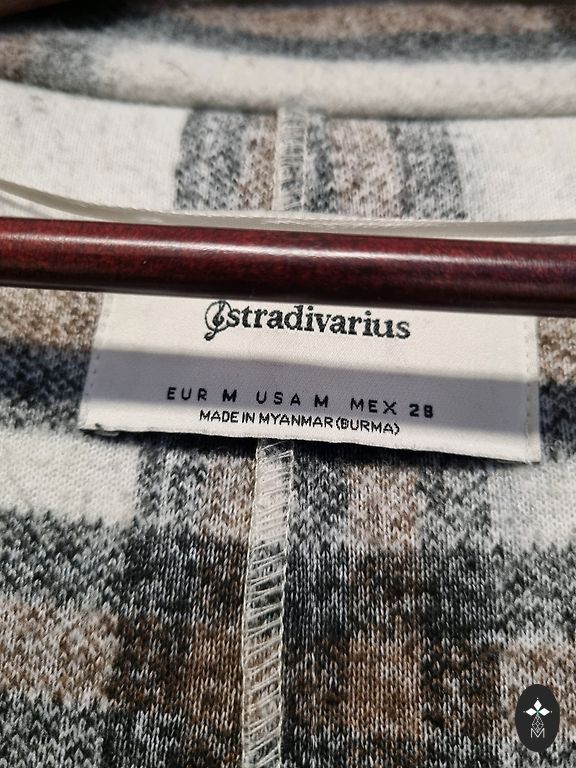 stradivarius
EUR M USA M MEX 28
MADE IN MYANMAR (BURMA)
M